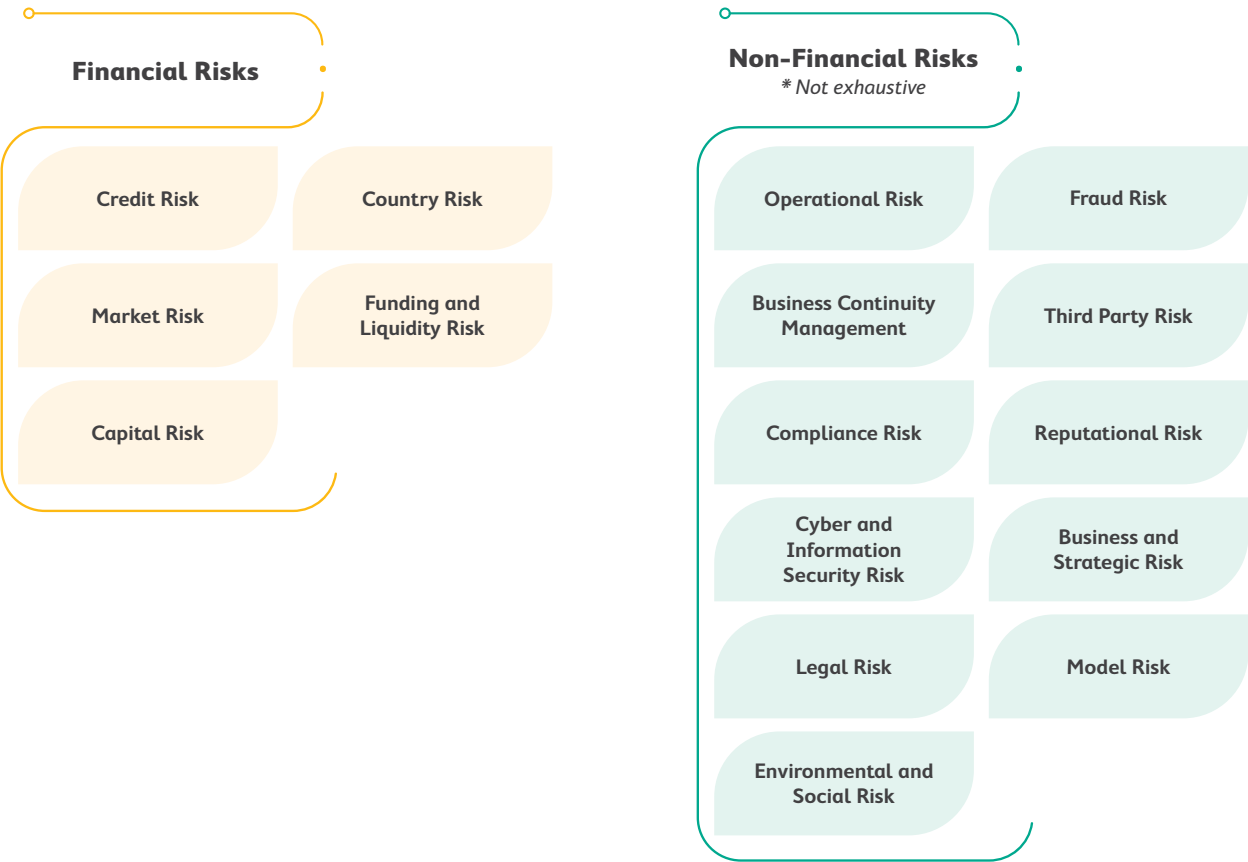 Financial Risks
Credit Risk
Country Risk
Market Risk
Funding and
Liquidity Risk
Capital Risk
Non-Financial Risks
* Not exhaustive
Operational Risk
Fraud Risk
Business Continuity
Management
Third Party Risk
Compliance Risk
Reputational Risk
Cyber and
Information
Security Risk
Business and
Strategic Risk
Legal Risk
Model Risk
Environmental and
Social Risk